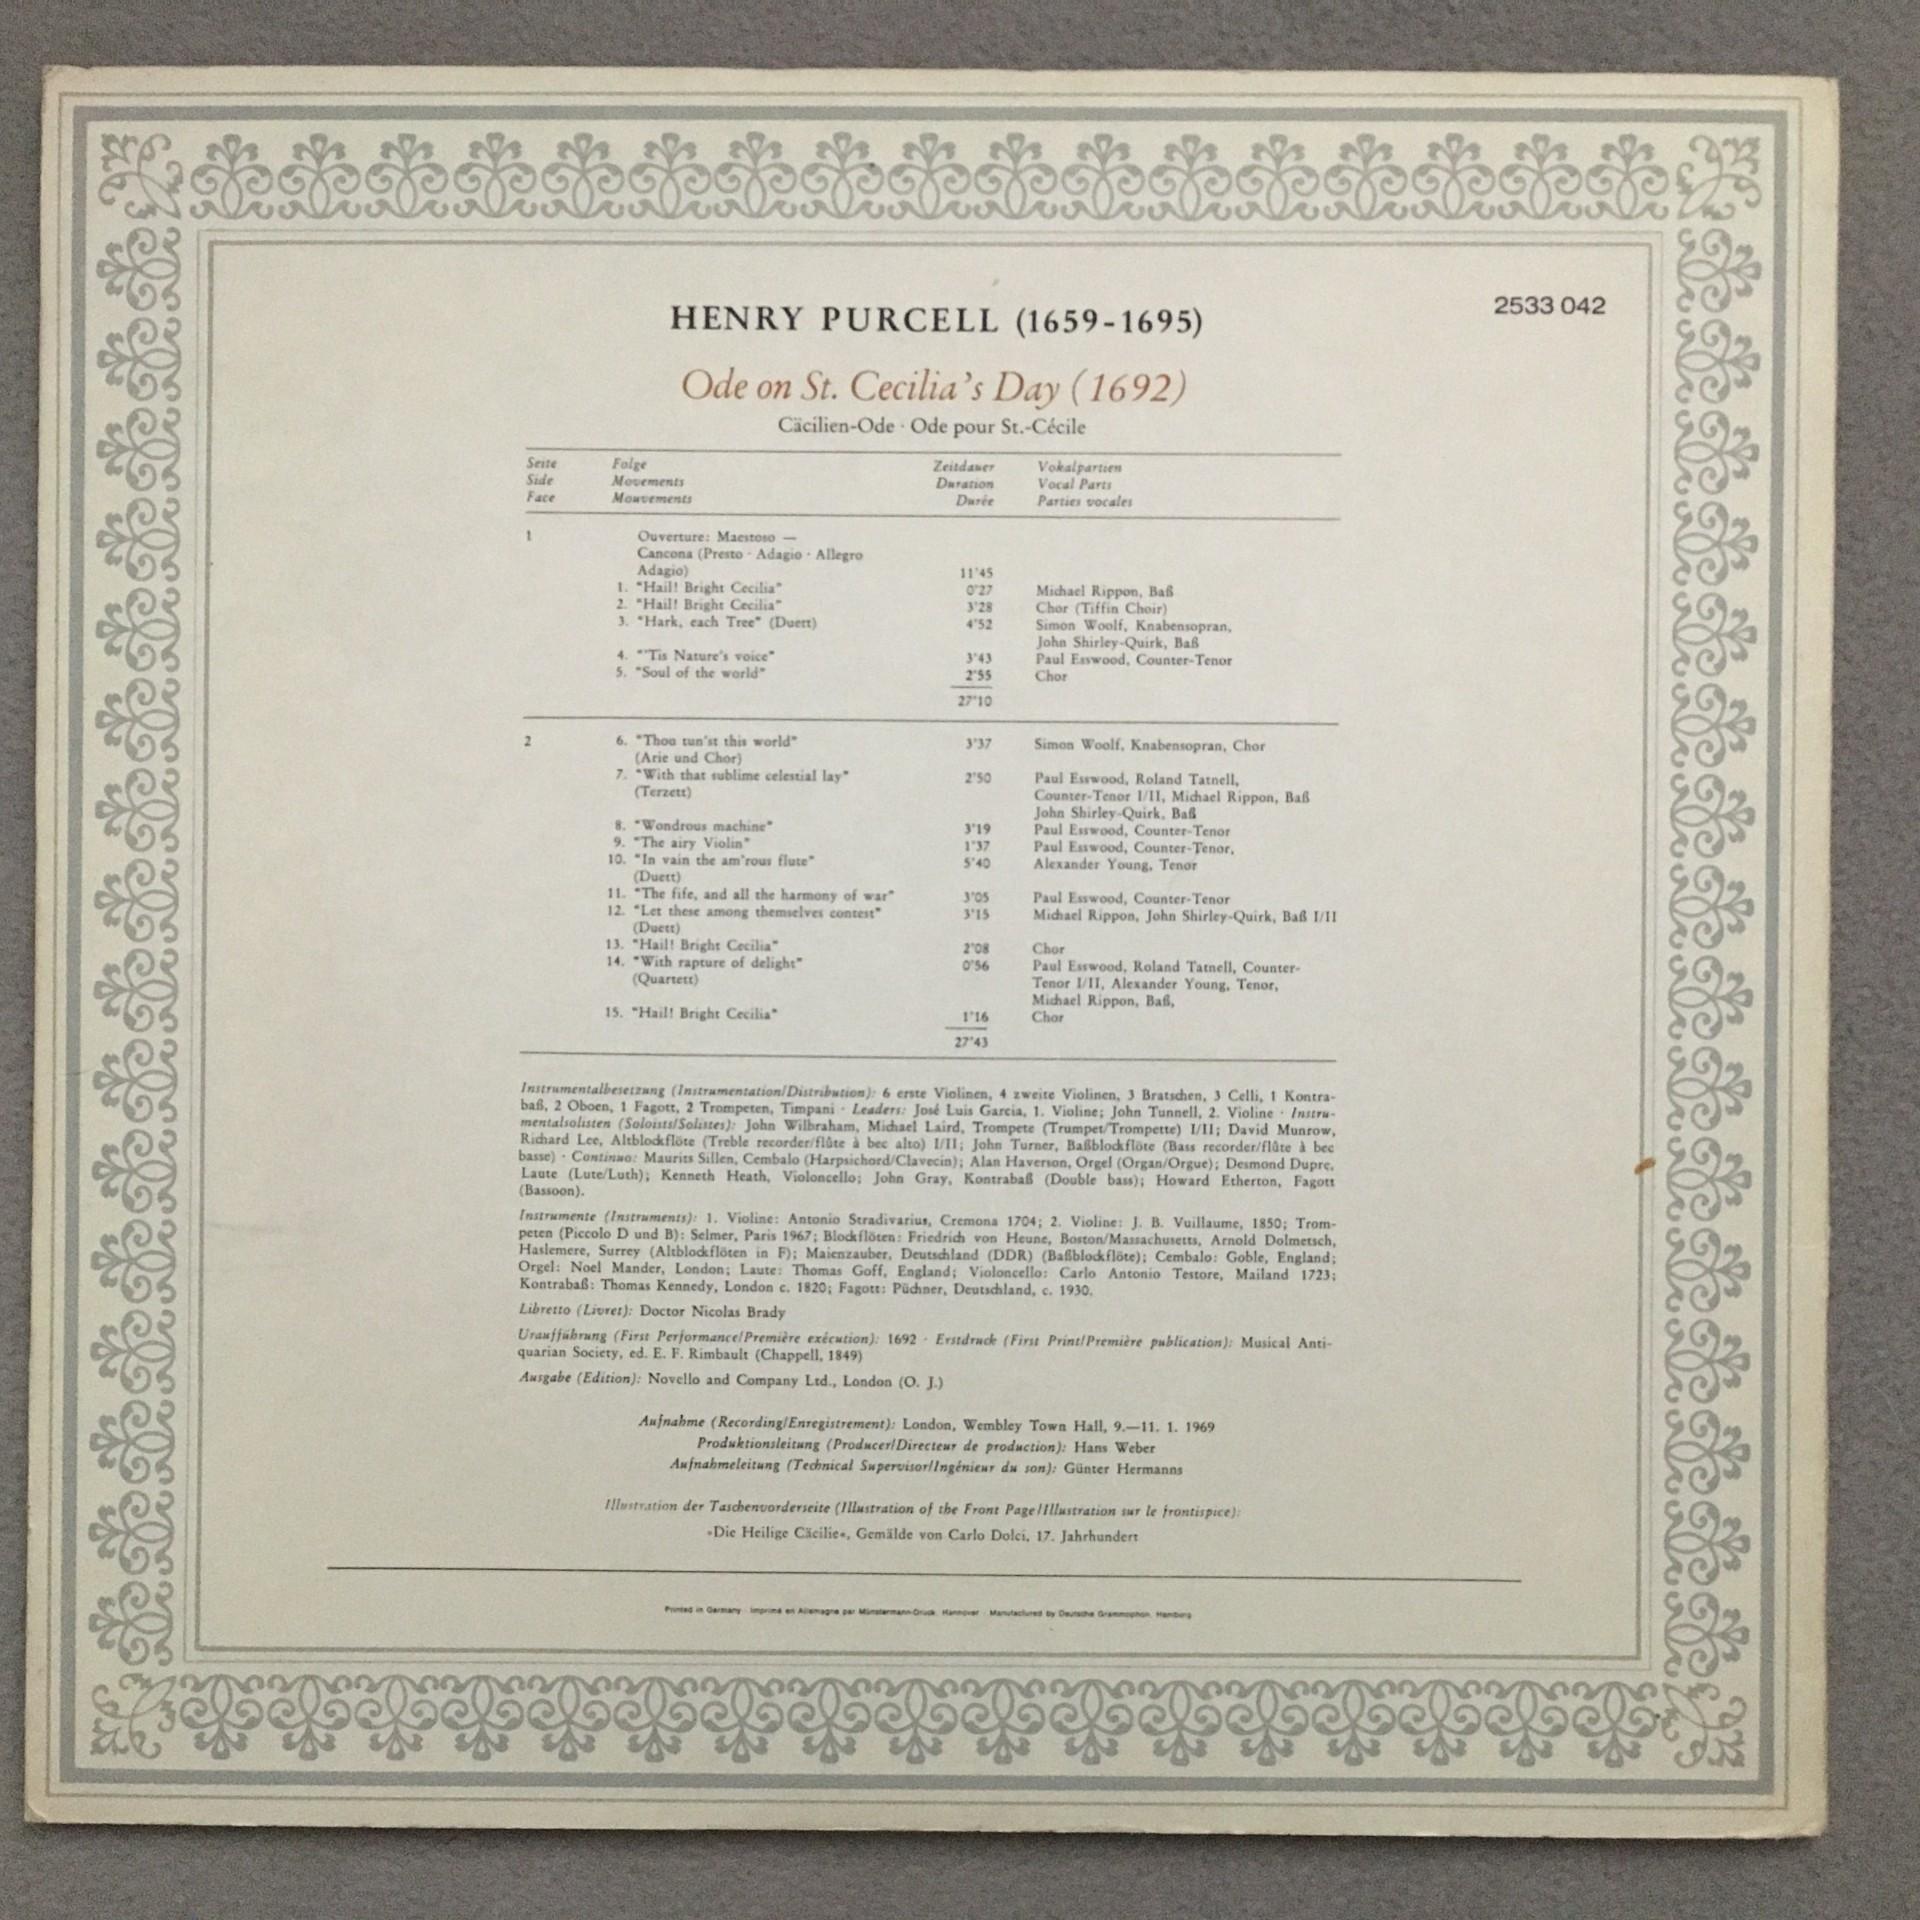 HENRY PURCELL (1659-1695)
2533 042
Ode on St. Cecilia's Day (1692)
Cäcilien-Ode · Ode pour St.-Cécile
Seite Folge Zeitdauer Vokalpartien
Side Movements Duration Vocal Parts
Face Mouvements Durée Parties vocales
1 Ouverture: Maestoso —
Cancona (Presto · Adagio · Allegro
Adagio) 11'45
1. "Hail! Bright Cecilia" 0'27 Michael Rippon, Baß
2. "Hail! Bright Cecilia" 3'28 Chor (Tiffin Choir)
3. "Hark, each Tree" (Duett) 4'52 Simon Woolf, Knabensopran,
John Shirley-Quirk, Baß
4. "'Tis Nature's voice" 3'43 Paul Esswood, Counter-Tenor
5. "Soul of the world" 2'55 Chor
27'10
2 6. "Thou tun'st this world" 3'37 Simon Woolf, Knabensopran, Chor
(Arie und Chor)
7. "With that sublime celestial lay" 2'50 Paul Esswood, Roland Tatnell,
(Terzett) Counter-Tenor I/II, Michael Rippon, Baß
John Shirley-Quirk, Baß
8. "Wondrous machine" 3'19 Paul Esswood, Counter-Tenor
9. "The airy Violin" 1'37 Paul Esswood, Counter-Tenor,
10. "In vain the am'rous flute" 5'40 Alexander Young, Tenor
(Duett)
11. "The fife, and all the harmony of war" 3'05 Paul Esswood, Counter-Tenor
12. "Let these among themselves contest" 3'15 Michael Rippon, John Shirley-Quirk, Baß I/II
(Duett)
13. "Hail! Bright Cecilia" 2'08 Chor
14. "With rapture of delight" 0'56 Paul Esswood, Roland Tatnell, Counter-
(Quartett) Tenor I/II, Alexander Young, Tenor,
Michael Rippon, Baß,
15. "Hail! Bright Cecilia" 1'16 Chor
27'43
Instrumentalbesetzung (Instrumentation/Distribution): 6 erste Violinen, 4 zweite Violinen, 3 Bratschen, 3 Celli, 1 Kontra-
baß, 2 Oboen, 1 Fagott, 2 Trompeten, Timpani · Leaders: José Luis Garcia, 1. Violine; John Tunnell, 2. Violine · Instru-
mentalsolisten (Soloists/Solistes): John Wilbraham, Michael Laird, Trompete (Trumpet/Trompette) I/II; David Munrow,
Richard Lee, Altblockflöte (Treble recorder/flûte à bec alto) I/II; John Turner, Baßblockflöte (Bass recorder/flûte à bec
basse) · Continuo: Maurits Sillen, Cembalo (Harpsichord/Clavecin); Alan Haverson, Orgel (Organ/Orgue); Desmond Dupre,
Laute (Lute/Luth); Kenneth Heath, Violoncello; John Gray, Kontrabaß (Double bass); Howard Etherton, Fagott
(Bassoon).
Instrumente (Instruments): 1. Violine: Antonio Stradivarius, Cremona 1704; 2. Violine: J. B. Vuillaume, 1850; Trom-
peten (Piccolo D und B): Selmer, Paris 1967; Blockflöten: Friedrich von Heune, Boston/Massachusetts, Arnold Dolmetsch,
Haslemere, Surrey (Altblockflöten in F); Maienzauber, Deutschland (DDR) (Baßblockflöte); Cembalo: Goble, England;
Orgel: Noel Mander, London; Laute: Thomas Goff, England; Violoncello: Carlo Antonio Testore, Mailand 1723;
Kontrabaß: Thomas Kennedy, London c. 1820; Fagott: Püchner, Deutschland, c. 1930.
Libretto (Livret): Doctor Nicolas Brady
Uraufführung (First Performance/Première exécution): 1692 · Erstdruck (First Print/Première publication): Musical Anti-
quarian Society, ed. E. F. Rimbault (Chappell, 1849)
Ausgabe (Edition): Novello and Company Ltd., London (O. J.)
Aufnahme (Recording/Enregistrement): London, Wembley Town Hall, 9.—11. 1. 1969
Produktionsleitung (Producer/Directeur de production): Hans Weber
Aufnahmeleitung (Technical Supervisor/Ingénieur du son): Günter Hermanns
Illustration der Taschenvorderseite (Illustration of the Front Page/Illustration sur le frontispice):
»Die Heilige Cäcilie«, Gemälde von Carlo Dolci, 17. Jahrhundert
Printed in Germany · Imprimé en Allemagne par Münstermann-Druck, Hannover · Manufactured by Deutsche Grammophon, Hamburg